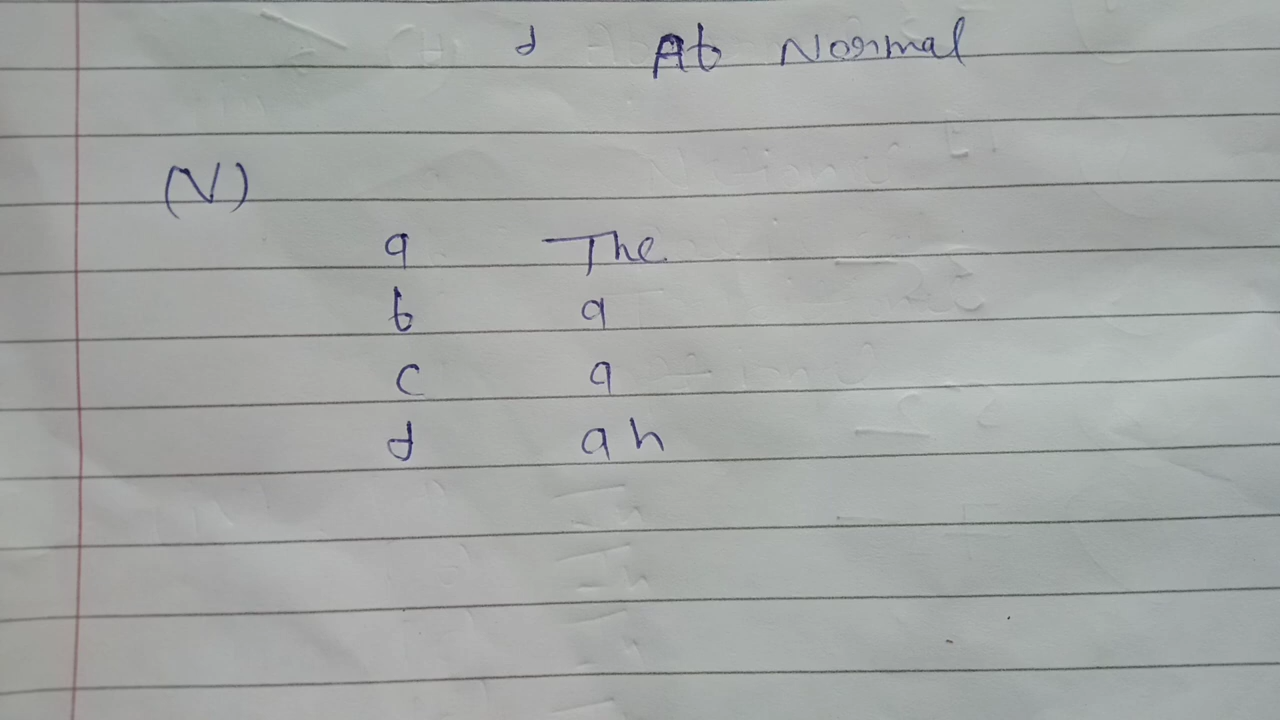 d At Normal
(V)
a The
b a
c a
d an